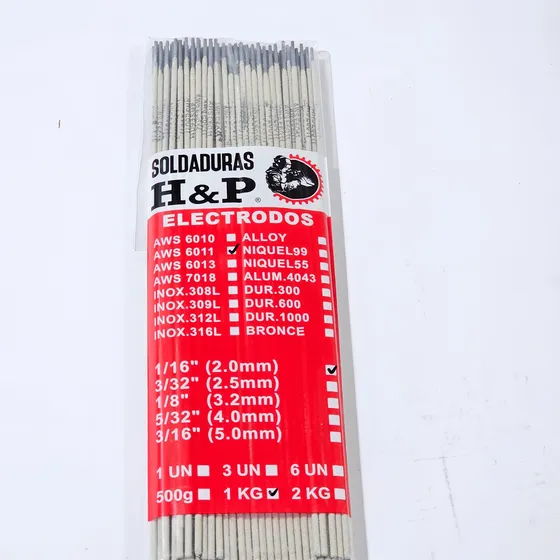 SOLDADURAS
H&P®
ELECTRODOS
AWS 6010 ALLOY
AWS 6011 ✓ NIQUEL99
AWS 6013 NIQUEL55
AWS 7018 ALUM.4043
INOX.308L DUR.300
INOX.309L DUR.600
INOX.312L DUR.1000
INOX.316L BRONCE
1/16" (2.0mm) ✓
3/32" (2.5mm)
1/8" (3.2mm)
5/32" (4.0mm)
3/16" (5.0mm)
1 UN 3 UN 6 UN
500g 1 KG ✓ 2 KG